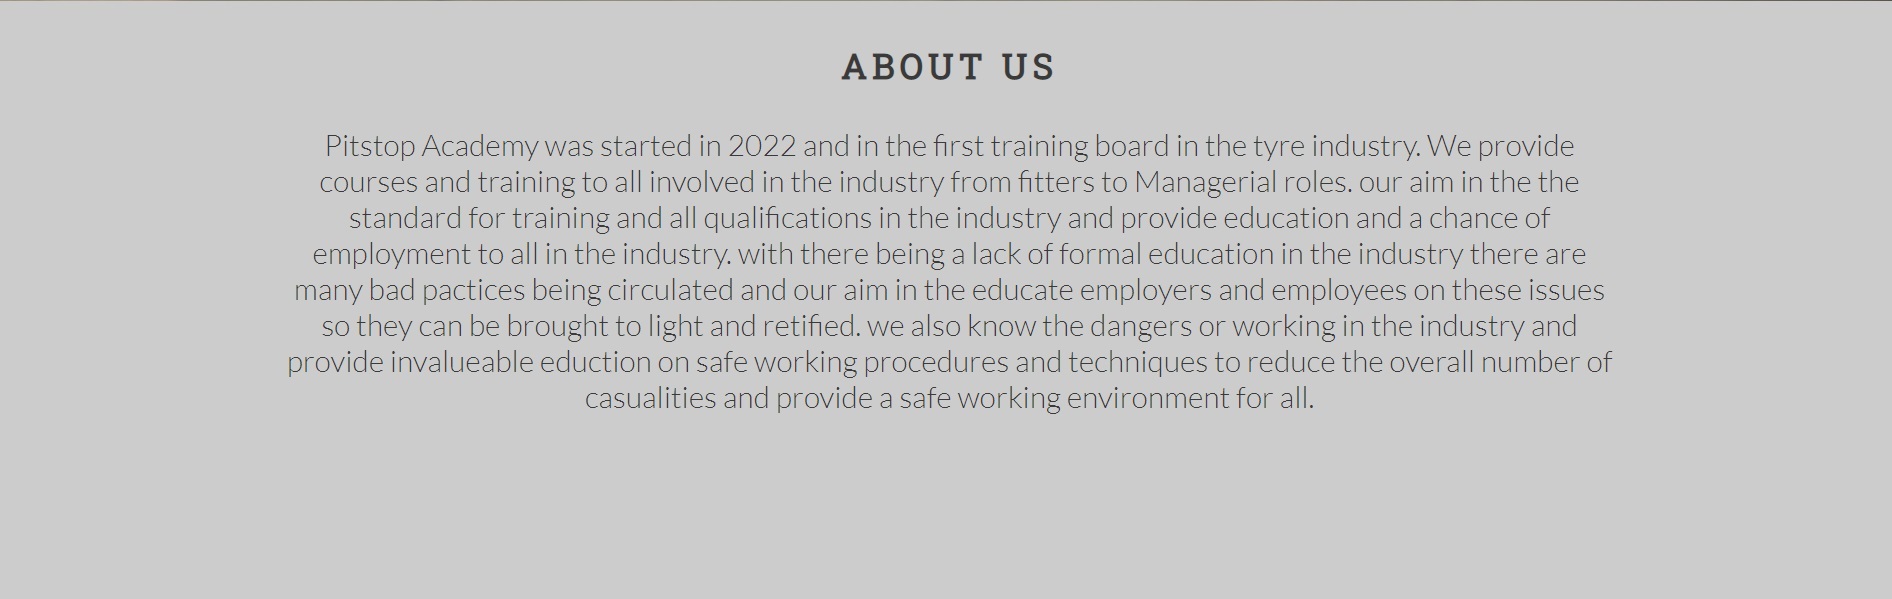 ABOUT US
Pitstop Academy was started in 2022 and in the first training board in the tyre industry. We provide
courses and training to all involved in the industry from fitters to Managerial roles. our aim in the the
standard for training and all qualifications in the industry and provide education and a chance of
employment to all in the industry. with there being a lack of formal education in the industry there are
many bad pactices being circulated and our aim in the educate employers and employees on these issues
so they can be brought to light and retified. we also know the dangers or working in the industry and
provide invalueable eduction on safe working procedures and techniques to reduce the overall number of
casualities and provide a safe working environment for all.